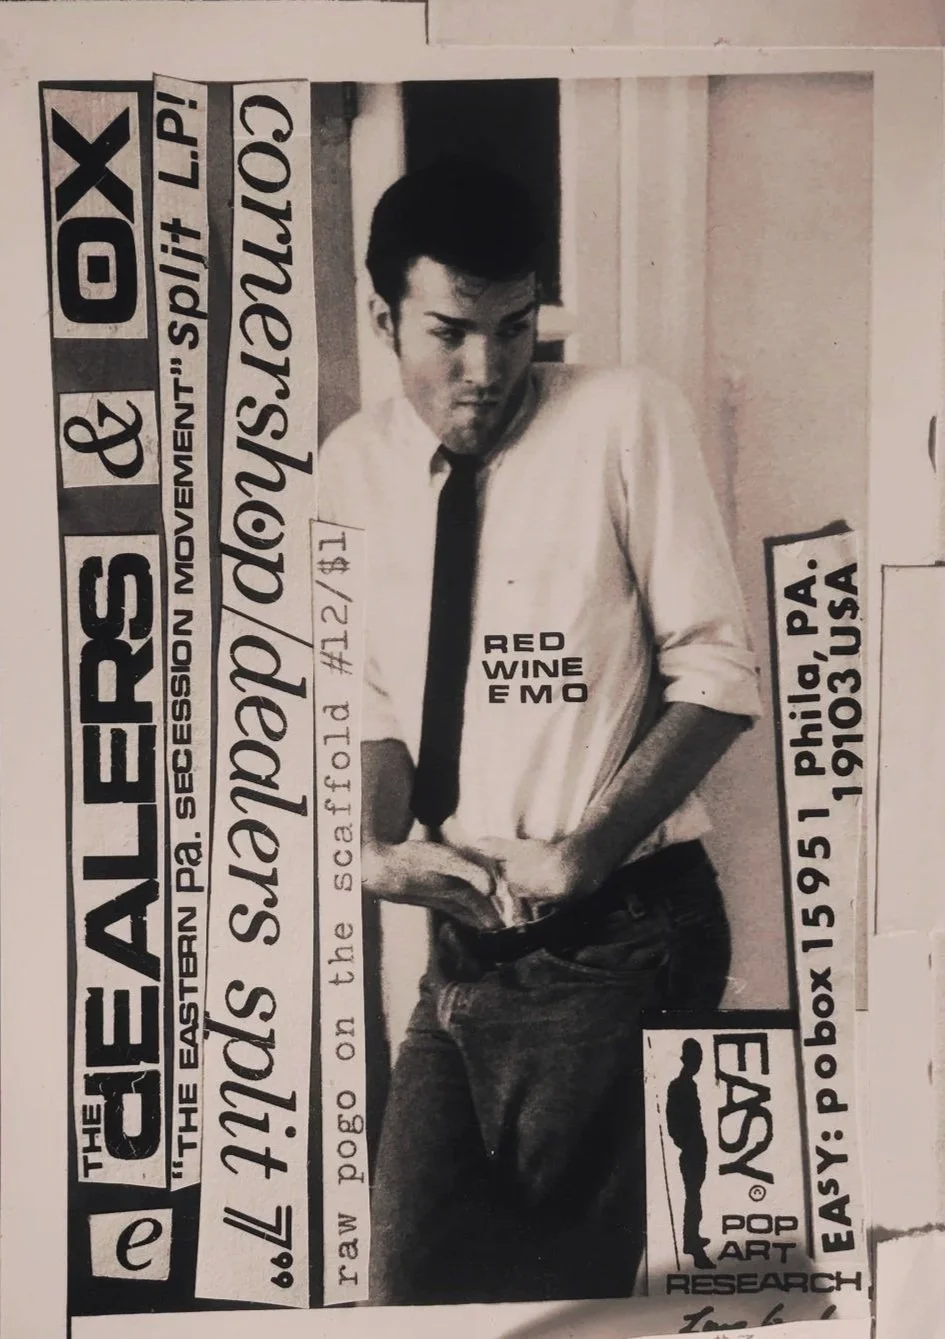 THE dEALERS & OX
"THE EASTERN Pa. SECESSION MOVEMENT" split L.P!
e
cornershop/dealers split 7"
raw pogo on the scaffold #12/$1
RED
WINE
EMO
EASY: pobox 15951 Phila, PA.
19103 USA
EASY ©
POP
ART
RESEARCH